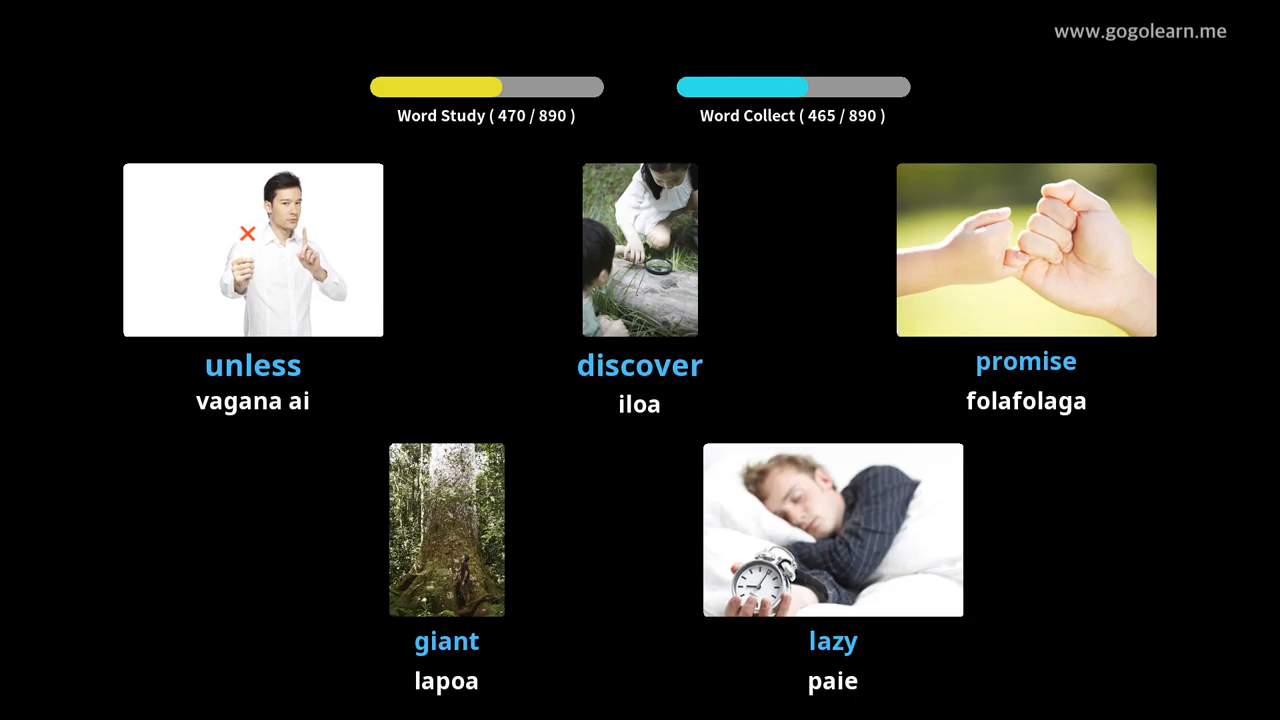 www.gogolearn.me
Word Study ( 470 / 890 )
Word Collect ( 465 / 890 )
unless
vagana ai
discover
iloa
promise
folafolaga
giant
lapoa
lazy
paie